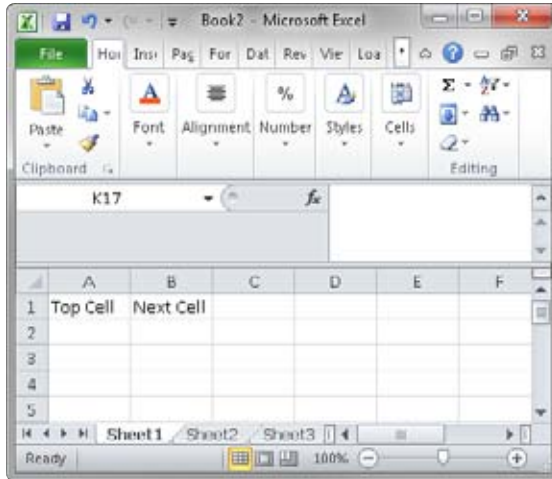 Book2 - Microsoft Excel
File Hor Insi Pag For Dat Rev Vie Loa
Paste Font Alignment Number Styles Cells
Clipboard Editing
K17 fx
A B C D E F
1 Top Cell Next Cell
2
3
4
5
Sheet1 Sheet2 Sheet3
Ready 100%